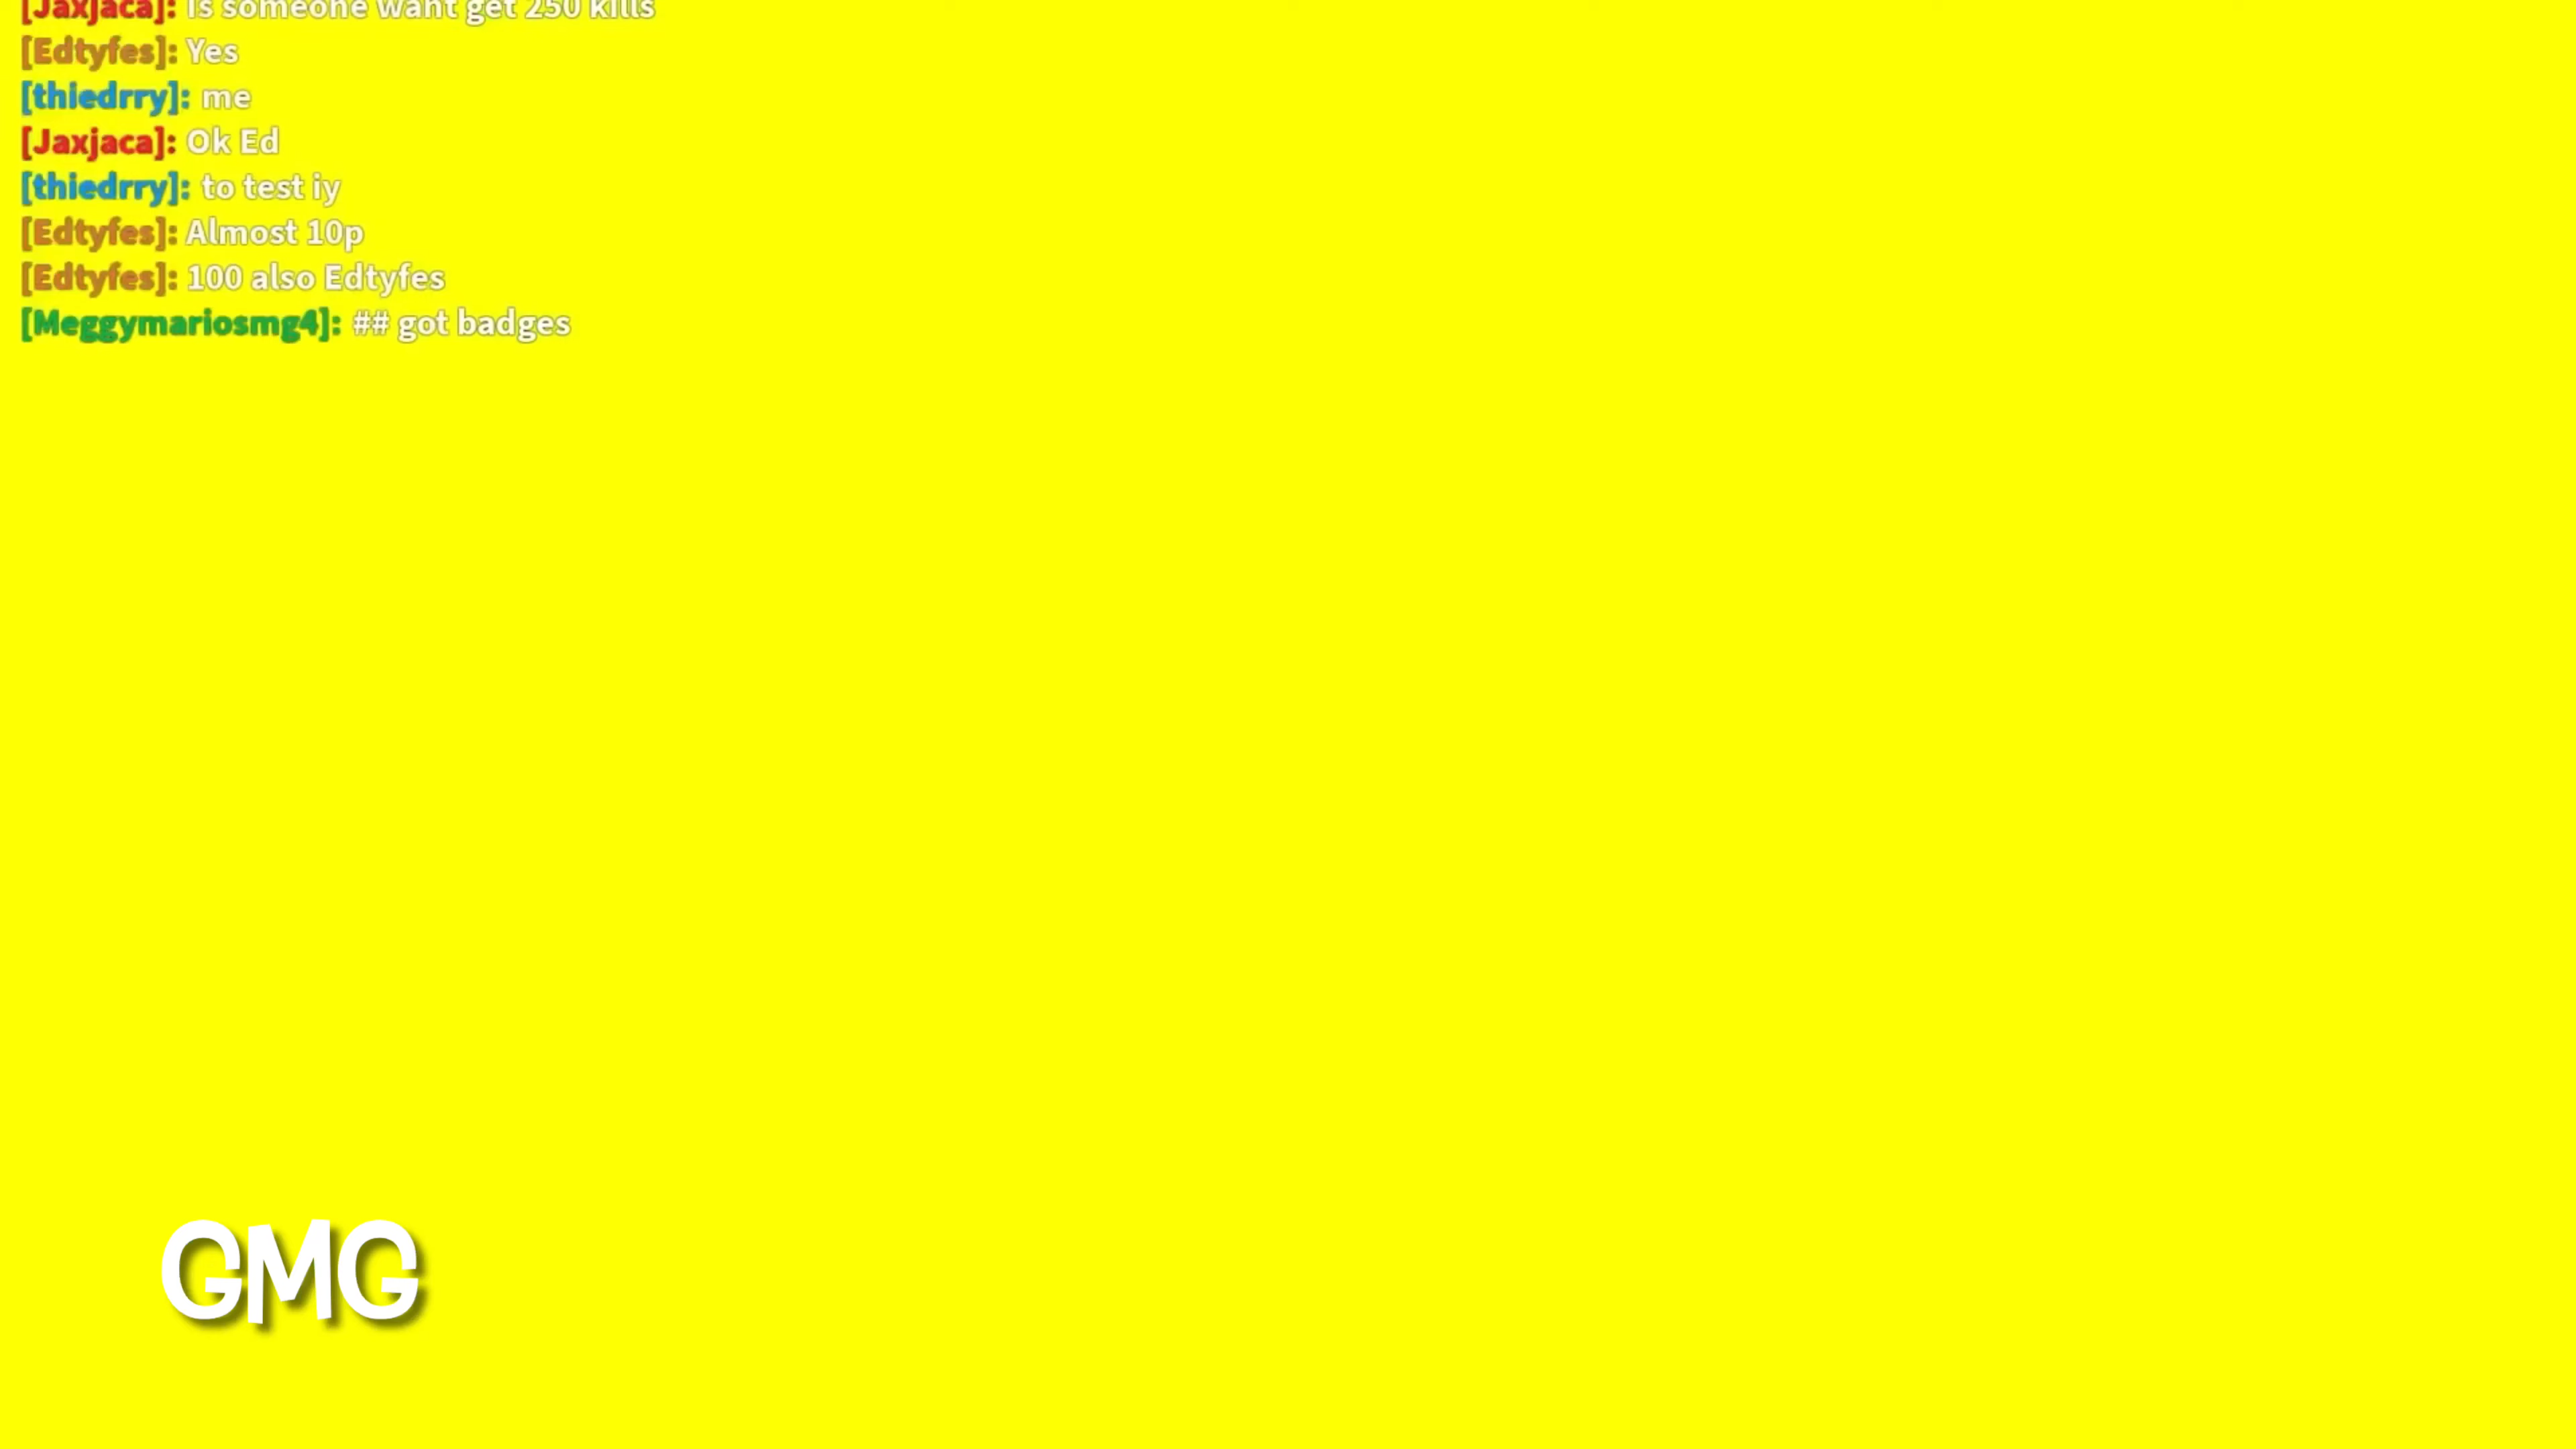 [Jaxjaca]: Is someone want get 250 kills
[Edtyfes]: Yes
[thiedrry]: me
[Jaxjaca]: Ok Ed
[thiedrry]: to test iy
[Edtyfes]: Almost 10p
[Edtyfes]: 100 also Edtyfes
[Meggymariosmg4]: ## got badges
GMG